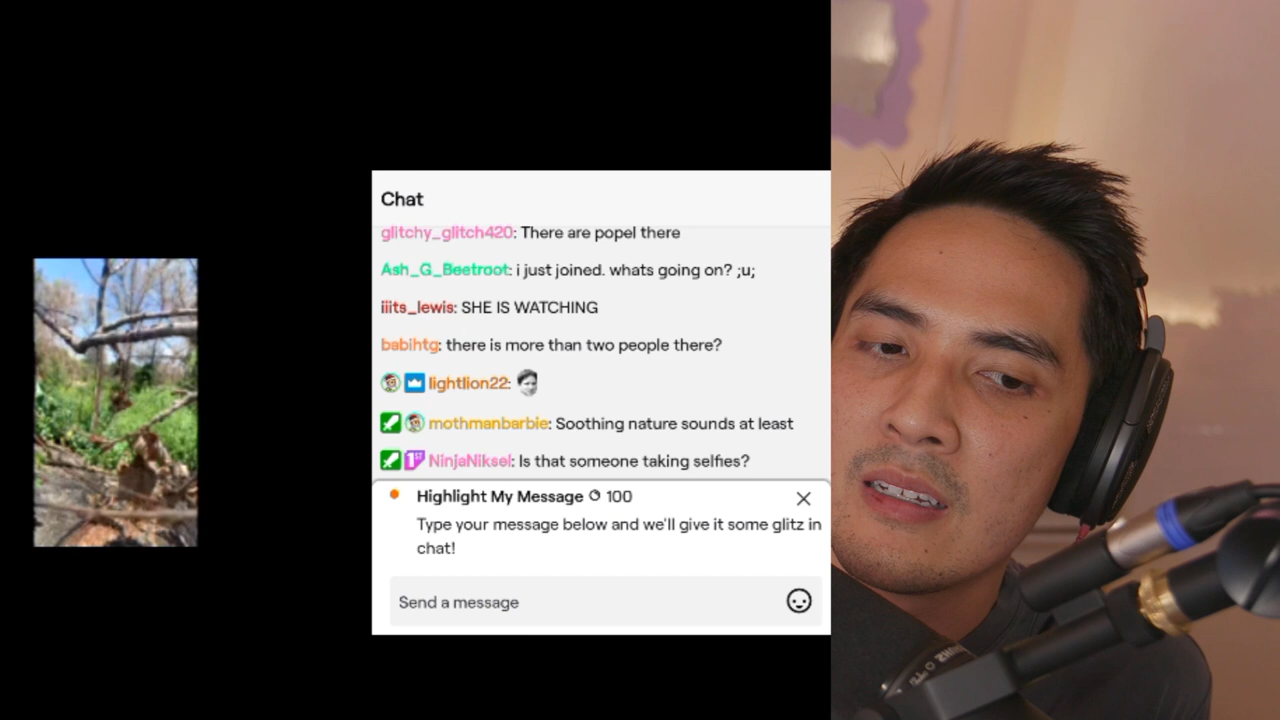 Chat
glitchy_glitch420: There are popel there
Ash_G_Beetroot: i just joined. whats going on? ;u;
iiits_lewis: SHE IS WATCHING
babihtg: there is more than two people there?
lightlion22:
mothmanbarbie: Soothing nature sounds at least
1ST NinjaNiksel: Is that someone taking selfies?
Highlight My Message 100
Type your message below and we'll give it some glitz in
chat!
Send a message